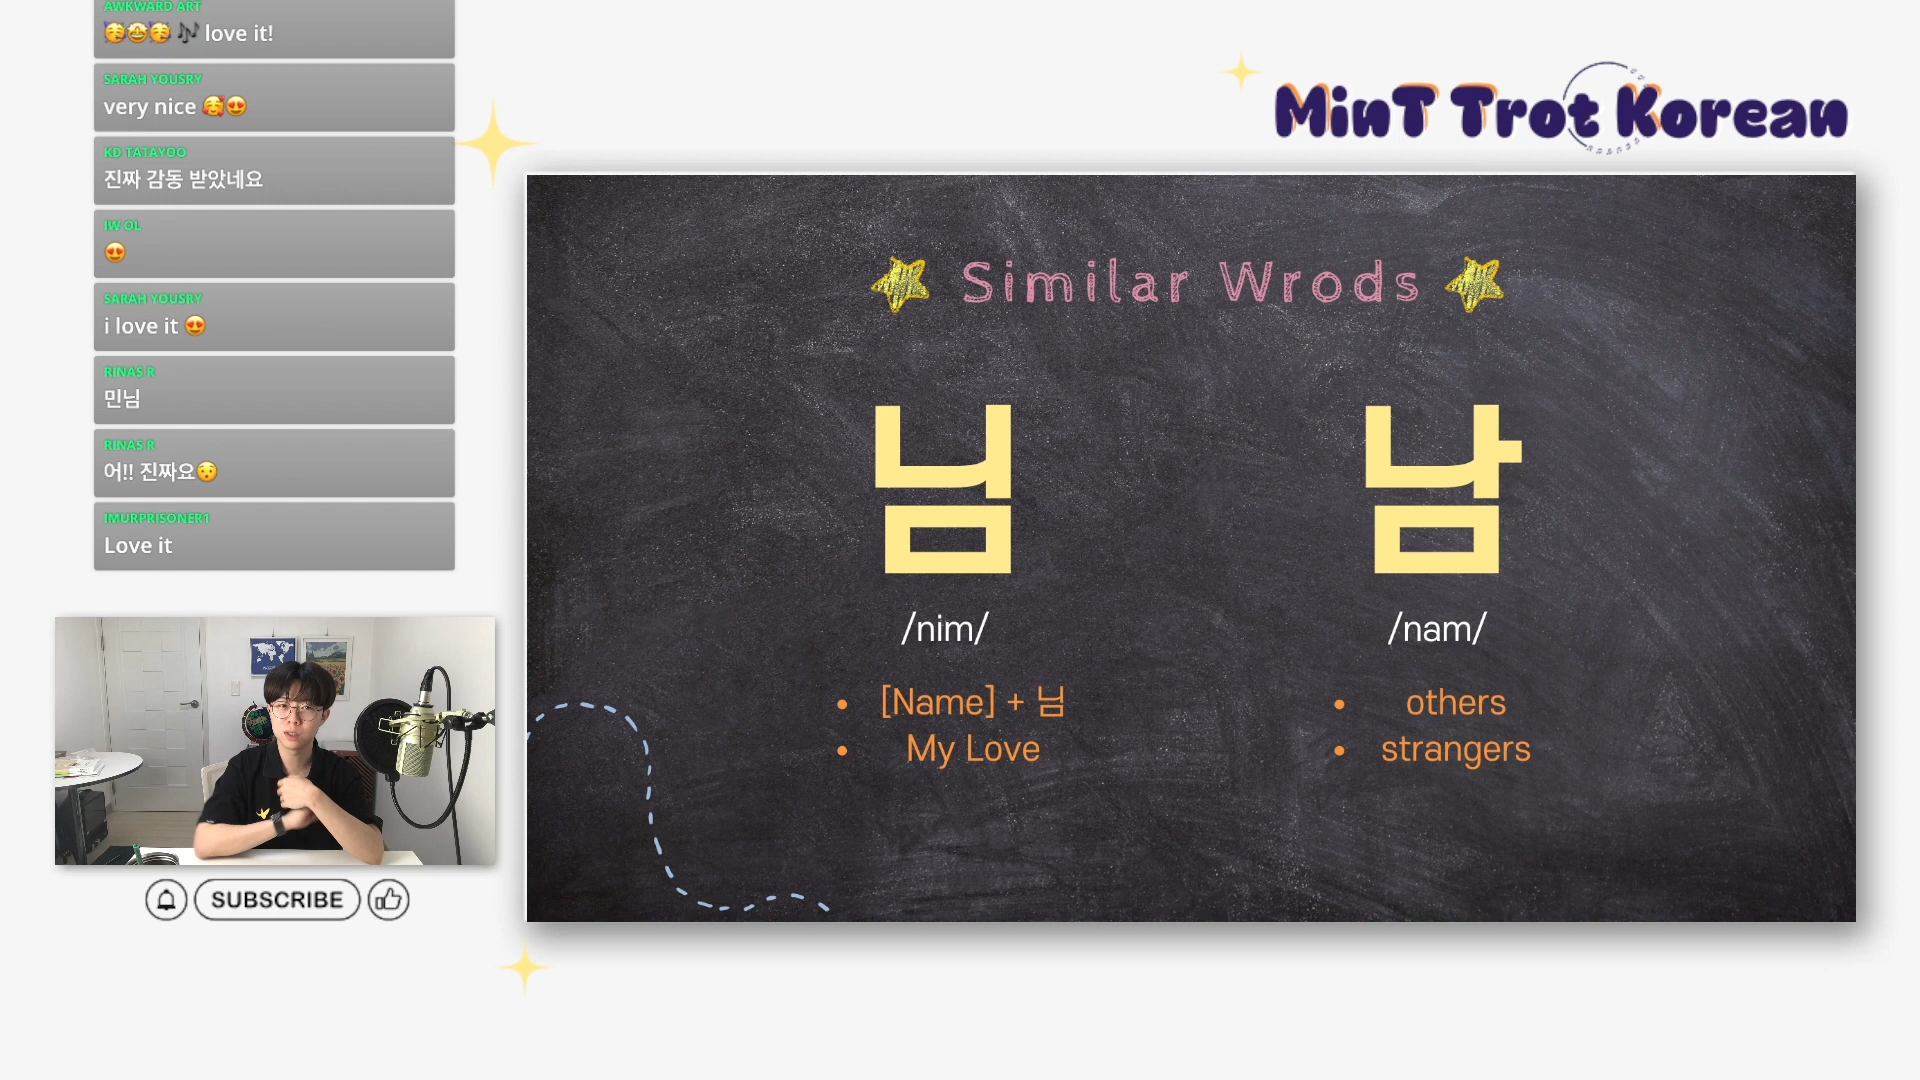 AWKWARD ART
🥳🤩🥳 🎶 love it!
SARAH YOUSRY
very nice 🥰😍
KD TATAYOO
진짜 감동 받았네요
IW OL
😍
SARAH YOUSRY
i love it 😍
RINAS R
민님
RINAS R
어!! 진짜요😯
IMURPRISONER1
Love it
SUBSCRIBE
MinT Trot Korean
Similar Wrods
님
/nim/
• [Name] + 님
• My Love
남
/nam/
• others
• strangers